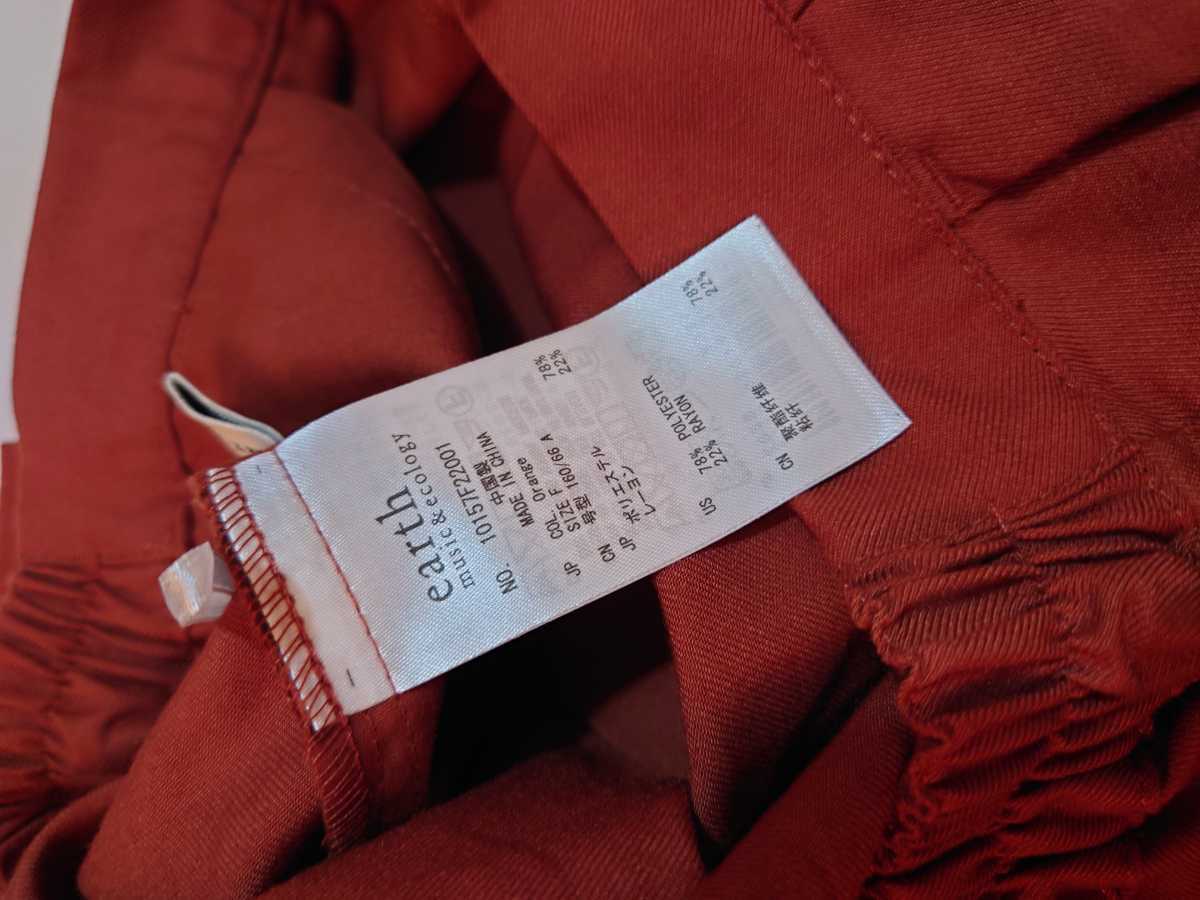 earth
music&ecology
NO. 10157F22001
中国製
MADE IN CHINA
JP COL. Orange
SIZE F
CN 号型 160/66 A
JP ポリエステル 78%
レーヨン 22%
US 78% POLYESTER
22% RAYON
CN 聚酯纤维 78%
粘纤 22%